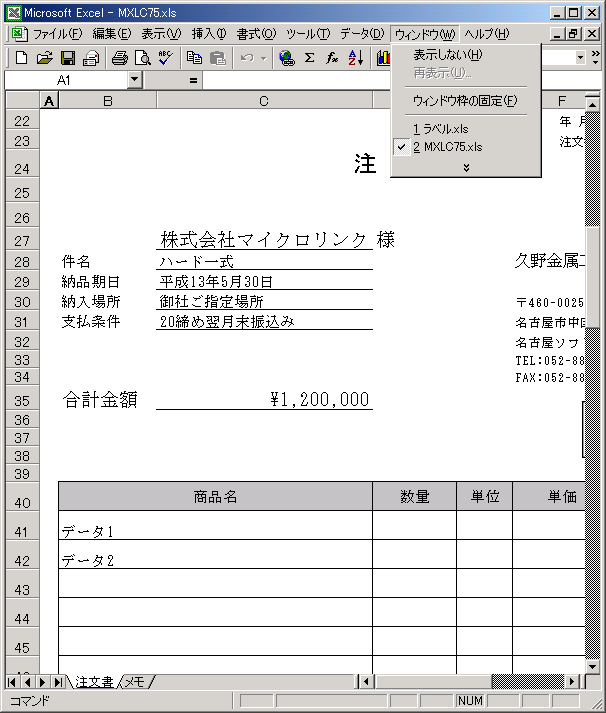 Microsoft Excel - MXLC75.xls
ファイル(F) 編集(E) 表示(V) 挿入(I) 書式(O) ツール(T) データ(D) ウィンドウ(W) ヘルプ(H)
表示しない(H)
再表示(U)...
ウィンドウ枠の固定(F)
1 ラベル.xls
2 MXLC75.xls
A1 =
A B C F
22 年 月
23 注文
24 注
25
26
27 株式会社マイクロリンク 様
28 件名 ハード一式 久野金属工
29 納品期日 平成13年5月30日
30 納入場所 御社ご指定場所 〒460-0025
31 支払条件 20締め翌月末振込み 名古屋市中区
32 名古屋ソフ
33 TEL:052-88
34 FAX:052-88
35 合計金額 ¥1,200,000
36
37
38
39
40 商品名 数量 単位 単価
41 データ1
42 データ2
43
44
45
注文書 メモ
コマンド NUM